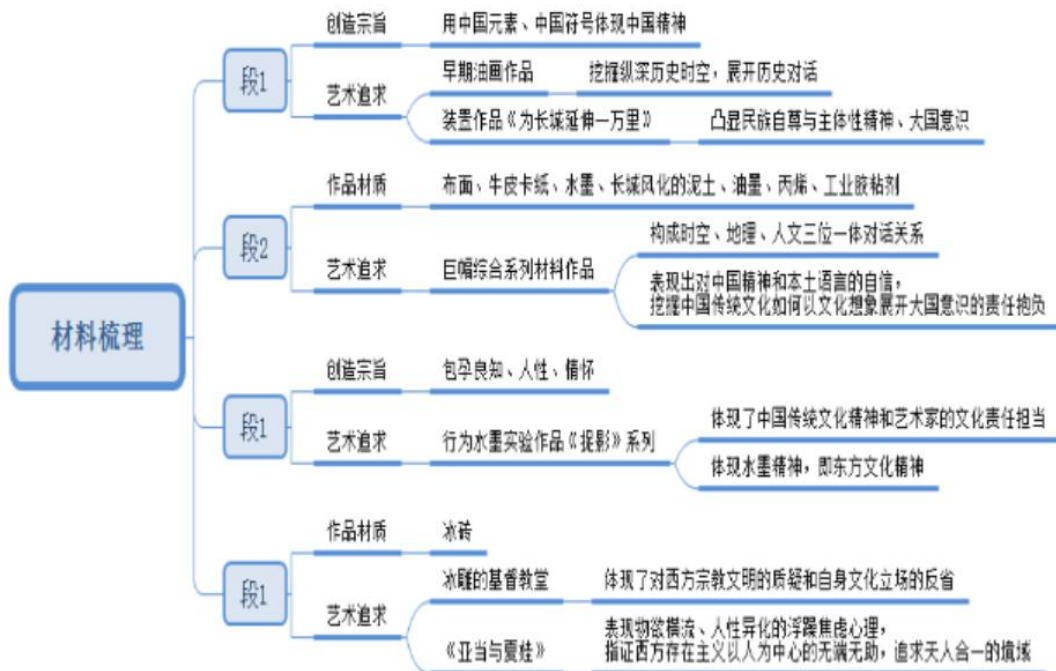 材料梳理
段1
创造宗旨
用中国元素、中国符号体现中国精神
艺术追求
早期油画作品
挖掘纵深历史时空，展开历史对话
装置作品《为长城延伸一万里》
凸显民族自尊与主体性精神、大国意识
段2
作品材质
布面、牛皮卡纸、水墨、长城风化的泥土、油墨、丙烯、工业胶粘剂
艺术追求
巨幅综合系列材料作品
构成时空、地理、人文三位一体对话关系
表现出对中国精神和本土语言的自信，
挖掘中国传统文化如何以文化想象展开大国意识的责任抱负
段1
创造宗旨
包孕良知、人性、情怀
艺术追求
行为水墨实验作品《捉影》系列
体现了中国传统文化精神和艺术家的文化责任担当
体现水墨精神，即东方文化精神
段1
作品材质
冰砖
艺术追求
冰雕的基督教堂
体现了对西方宗教文明的质疑和自身文化立场的反省
《亚当与夏娃》
表现物欲横流、人性异化的浮躁焦虑心理，
指证西方存在主义以人为中心的无端无助，追求天人合一的境域